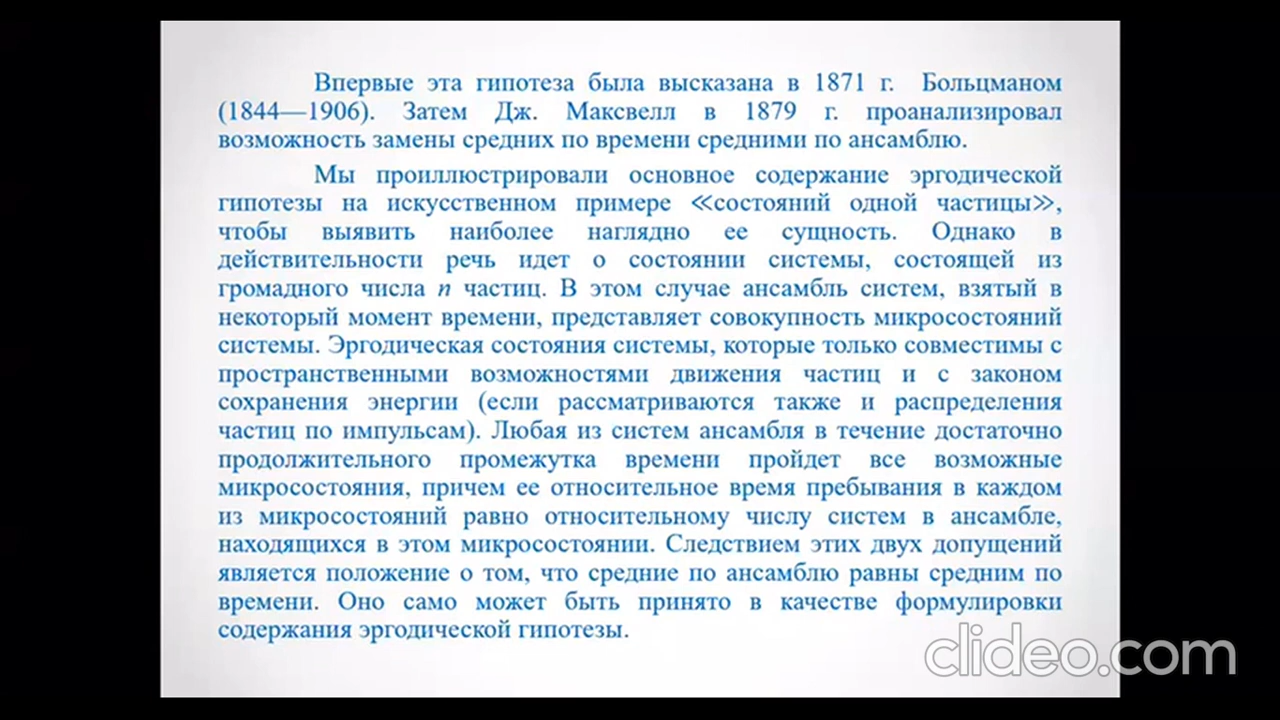 Впервые эта гипотеза была высказана в 1871 г. Больцманом
(1844—1906). Затем Дж. Максвелл в 1879 г. проанализировал
возможность замены средних по времени средними по ансамблю.
Мы проиллюстрировали основное содержание эргодической
гипотезы на искусственном примере ≪состояний одной частицы≫,
чтобы выявить наиболее наглядно ее сущность. Однако в
действительности речь идет о состоянии системы, состоящей из
громадного числа n частиц. В этом случае ансамбль систем, взятый в
некоторый момент времени, представляет совокупность микросостояний
системы. Эргодическая состояния системы, которые только совместимы с
пространственными возможностями движения частиц и с законом
сохранения энергии (если рассматриваются также и распределения
частиц по импульсам). Любая из систем ансамбля в течение достаточно
продолжительного промежутка времени пройдет все возможные
микросостояния, причем ее относительное время пребывания в каждом
из микросостояний равно относительному числу систем в ансамбле,
находящихся в этом микросостоянии. Следствием этих двух допущений
является положение о том, что средние по ансамблю равны средним по
времени. Оно само может быть принято в качестве формулировки
содержания эргодической гипотезы.
clideo.com